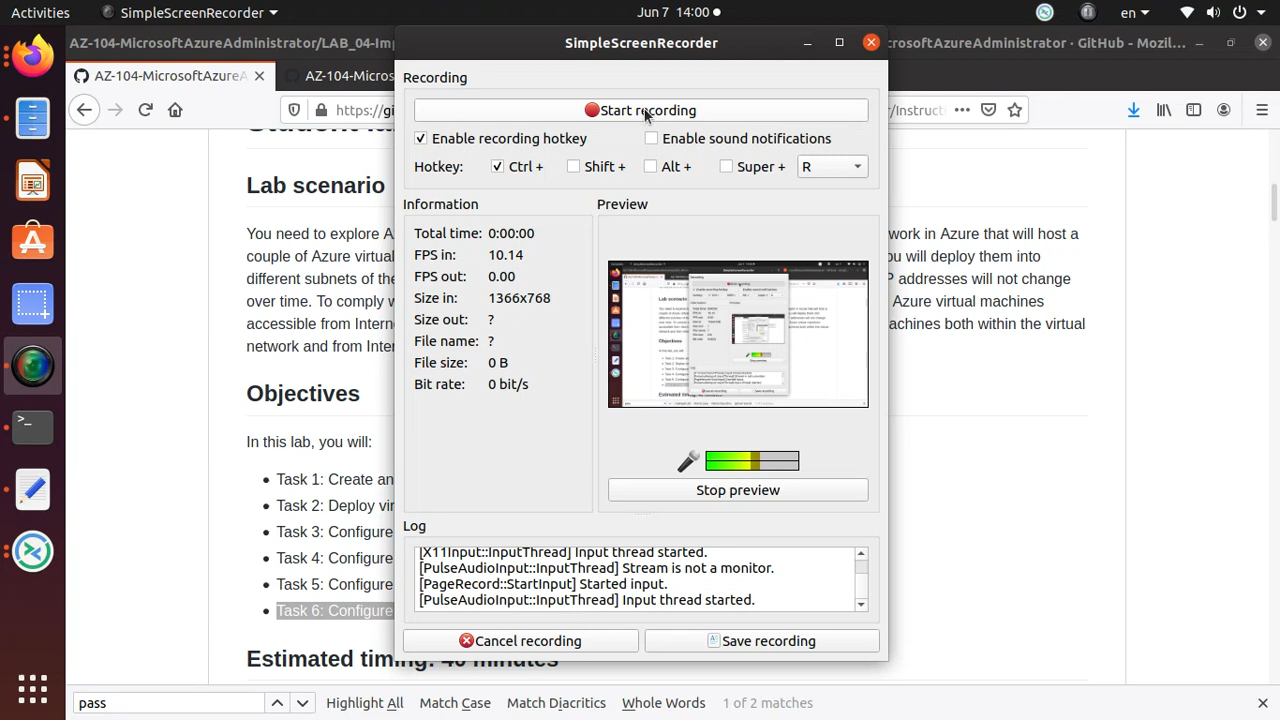 Activities
SimpleScreenRecorder
Jun 7 14:00
en
AZ-104-MicrosoftAzureAdministrator/LAB_04-Imp
SimpleScreenRecorder
rosoftAzureAdministrator · GitHub - Mozil…
AZ-104-MicrosoftAzureA
AZ-104-Micros
https://gi
r/Instructi
Recording
Start recording
Enable recording hotkey
Enable sound notifications
Hotkey:
Ctrl +
Shift +
Alt +
Super +
R
Information
Total time: 0:00:00
FPS in: 10.14
FPS out: 0.00
Size in: 1366x768
Size out: ?
File name: ?
File size: 0 B
Bit rate: 0 bit/s
Preview
Stop preview
Log
[X11Input::InputThread] Input thread started.
[PulseAudioInput::InputThread] Stream is not a monitor.
[PageRecord::StartInput] Started input.
[PulseAudioInput::InputThread] Input thread started.
Cancel recording
Save recording
Student la
Lab scenario
You need to explore A
work in Azure that will host a
couple of Azure virtual
you will deploy them into
different subnets of the
P addresses will not change
over time. To comply w
Azure virtual machines
accessible from Intern
achines both within the virtual
network and from Inter
Objectives
In this lab, you will:
Task 1: Create an
Task 2: Deploy vir
Task 3: Configure
Task 4: Configure
Task 5: Configure
Task 6: Configure
Estimated timing: 40 minutes
pass
Highlight All
Match Case
Match Diacritics
Whole Words
1 of 2 matches